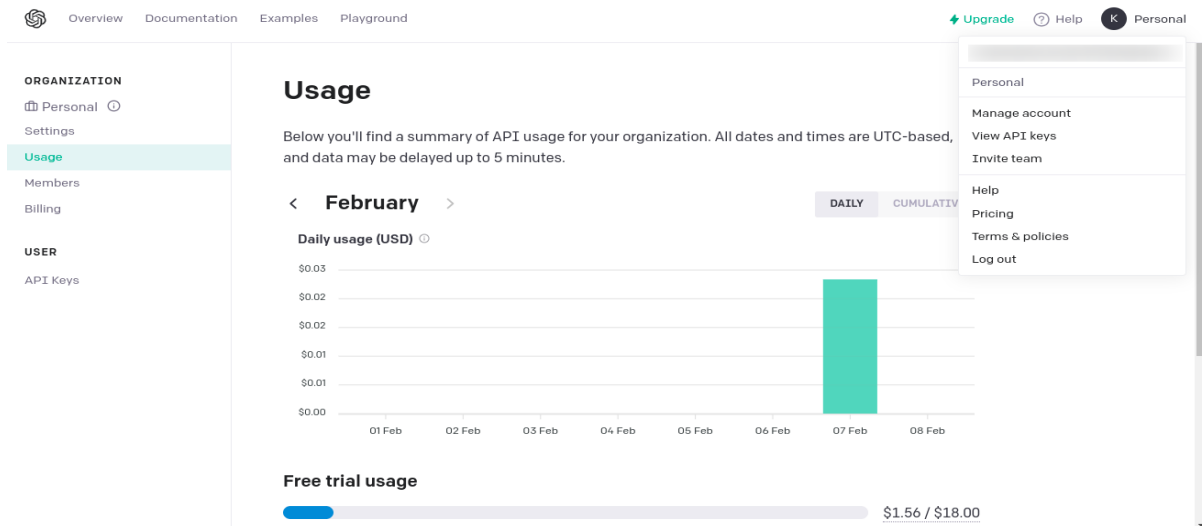 Overview Documentation Examples Playground Upgrade Help K Personal
Personal
Manage account
View API keys
Invite team
Help
Pricing
Terms & policies
Log out
ORGANIZATION
Personal
Settings
Usage
Members
Billing
USER
API Keys
Usage
Below you'll find a summary of API usage for your organization. All dates and times are UTC-based,
and data may be delayed up to 5 minutes.
February
DAILY CUMULATIV
Daily usage (USD)
$0.03
$0.02
$0.02
$0.01
$0.01
$0.00
01 Feb 02 Feb 03 Feb 04 Feb 05 Feb 06 Feb 07 Feb 08 Feb
Free trial usage
$1.56 / $18.00